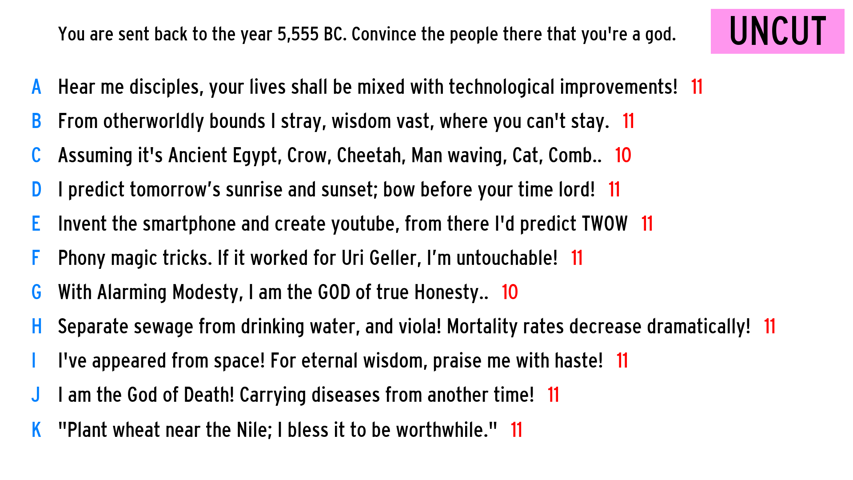 You are sent back to the year 5,555 BC. Convince the people there that you're a god.
UNCUT
A Hear me disciples, your lives shall be mixed with technological improvements! 11
B From otherworldly bounds I stray, wisdom vast, where you can't stay. 11
C Assuming it's Ancient Egypt, Crow, Cheetah, Man waving, Cat, Comb.. 10
D I predict tomorrow’s sunrise and sunset; bow before your time lord! 11
E Invent the smartphone and create youtube, from there I'd predict TWOW 11
F Phony magic tricks. If it worked for Uri Geller, I’m untouchable! 11
G With Alarming Modesty, I am the GOD of true Honesty.. 10
H Separate sewage from drinking water, and viola! Mortality rates decrease dramatically! 11
I I've appeared from space! For eternal wisdom, praise me with haste! 11
J I am the God of Death! Carrying diseases from another time! 11
K "Plant wheat near the Nile; I bless it to be worthwhile." 11